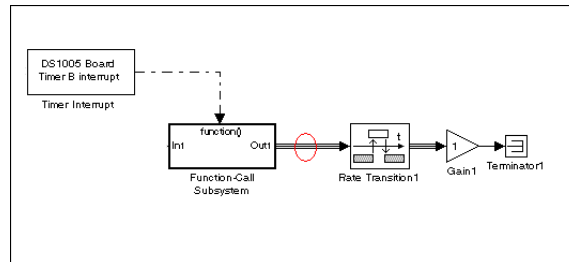 DS1005 Board
Timer B interrupt
Timer Interrupt
function()
In1
Out1
Function-Call
Subsystem
t
Rate Transition1
1
Gain1
Terminator1